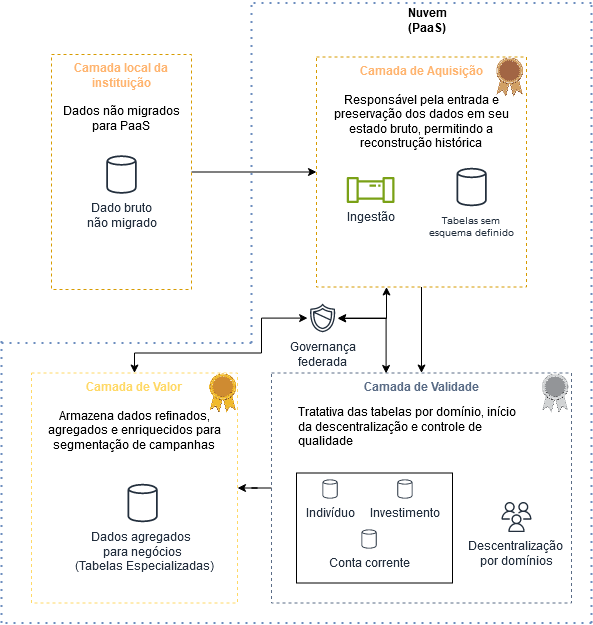 Nuvem
(PaaS)
Camada local da
instituição
Dados não migrados
para PaaS
Dado bruto
não migrado
Camada de Aquisição
Responsável pela entrada e
preservação dos dados em seu
estado bruto, permitindo a
reconstrução histórica
Ingestão
Tabelas sem
esquema definido
Governança
federada
Camada de Valor
Armazena dados refinados,
agregados e enriquecidos para
segmentação de campanhas
Dados agregados
para negócios
(Tabelas Especializadas)
Camada de Validade
Tratativa das tabelas por domínio, início
da descentralização e controle de
qualidade
Indivíduo
Investimento
Conta corrente
Descentralização
por domínios